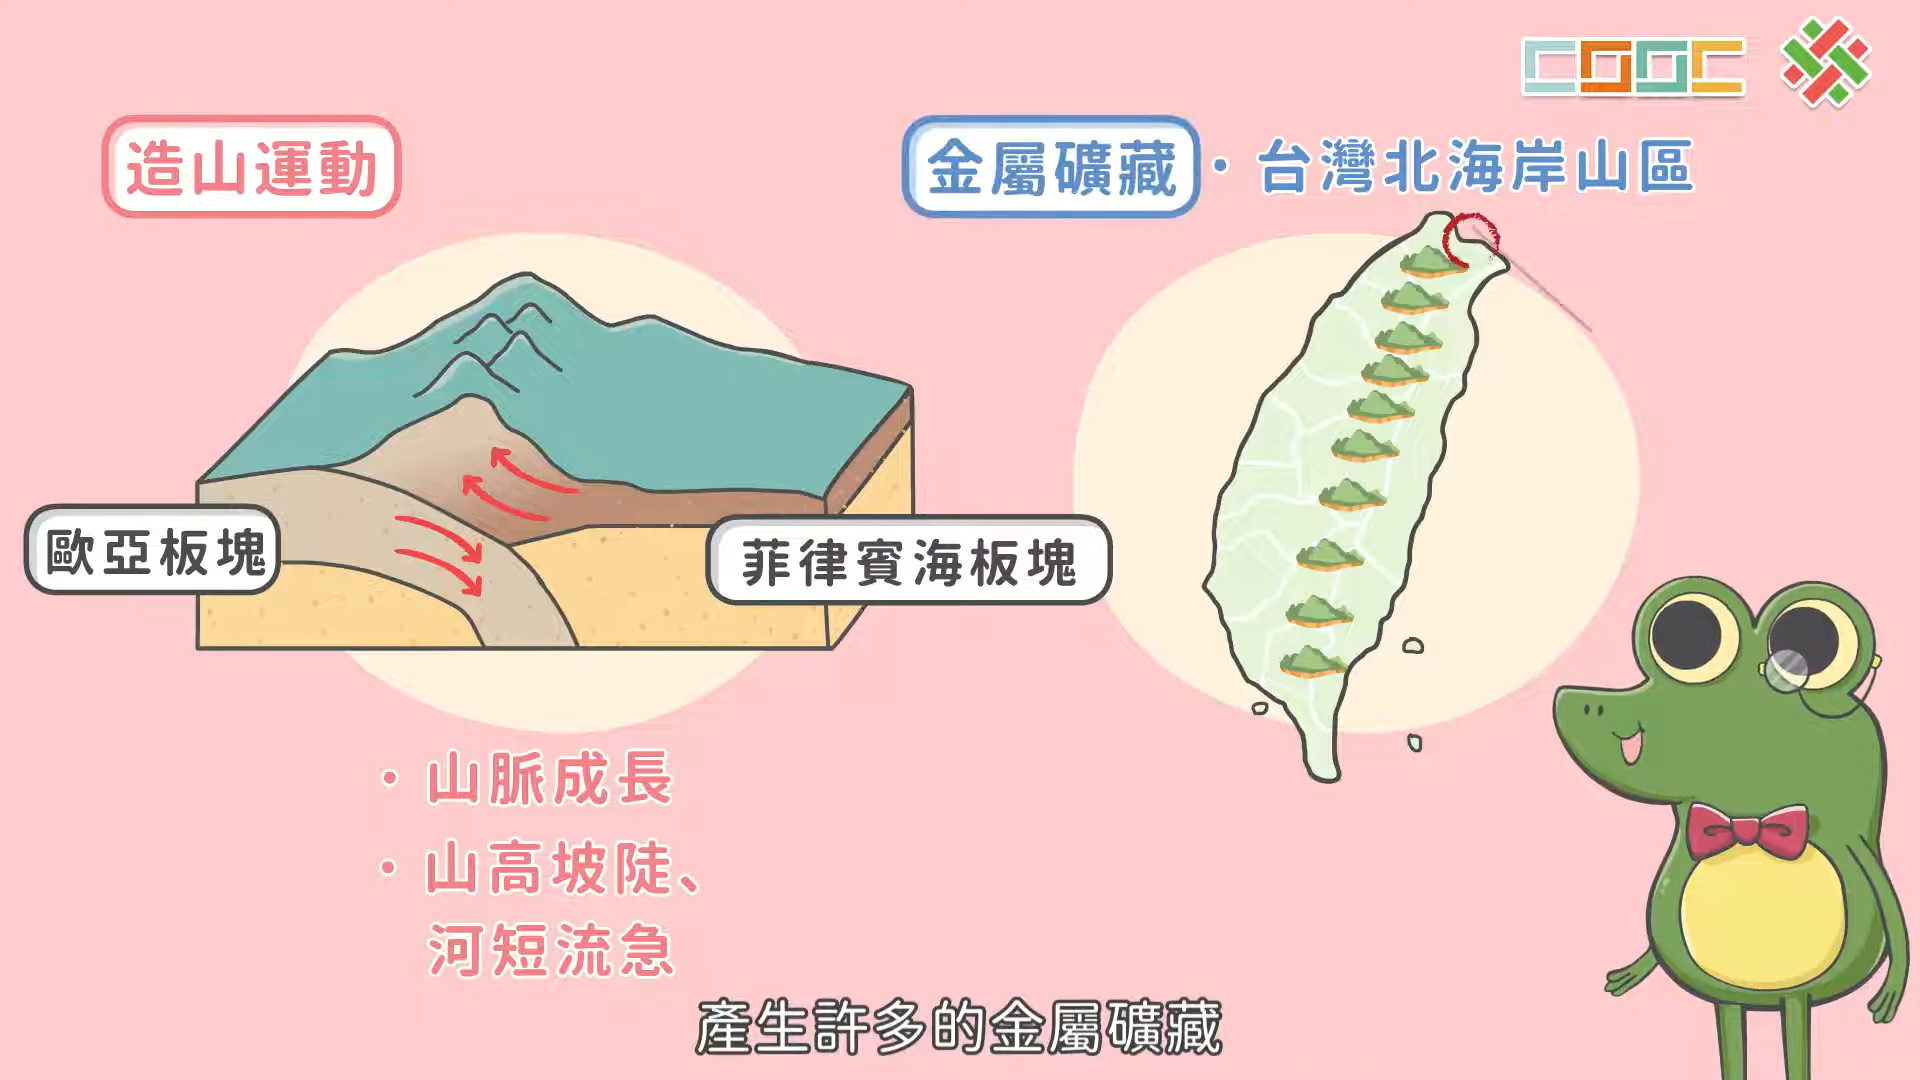 COOC
造山運動
金屬礦藏・台灣北海岸山區
歐亞板塊
菲律賓海板塊
・山脈成長
・山高坡陡、
河短流急
產生許多的金屬礦藏